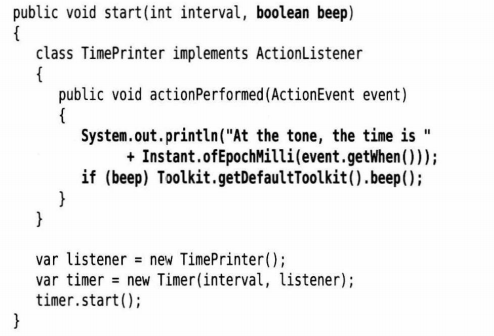 public void start(int interval, boolean beep)
{
   class TimePrinter implements ActionListener
   {
      public void actionPerformed(ActionEvent event)
      {
         System.out.println("At the tone, the time is "
               + Instant.ofEpochMilli(event.getWhen()));
         if (beep) Toolkit.getDefaultToolkit().beep();
      }
   }

   var listener = new TimePrinter();
   var timer = new Timer(interval, listener);
   timer.start();
}